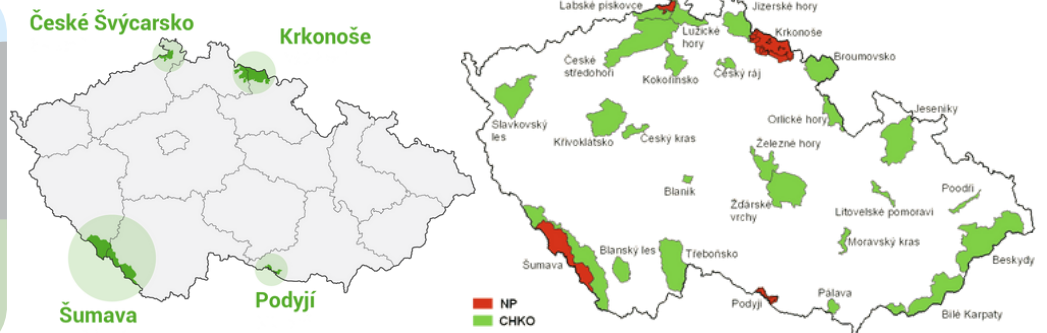 České Švýcarsko
Krkonoše
Šumava
Podyjí
Labské pískovce
Jizerské hory
Lužické
hory
Krkonoše
České
středohoří
Kokořínsko
Český ráj
Broumovsko
Slavkovský
les
Křivoklátsko
Český kras
Orlické hory
Jeseníky
Železné hory
Blaník
Žďárské
vrchy
Litovelské pomoraví
Poodří
Moravský kras
Šumava
Blanský les
Třeboňsko
Beskydy
Podyjí
Pálava
Bílé Karpaty
NP
CHKO